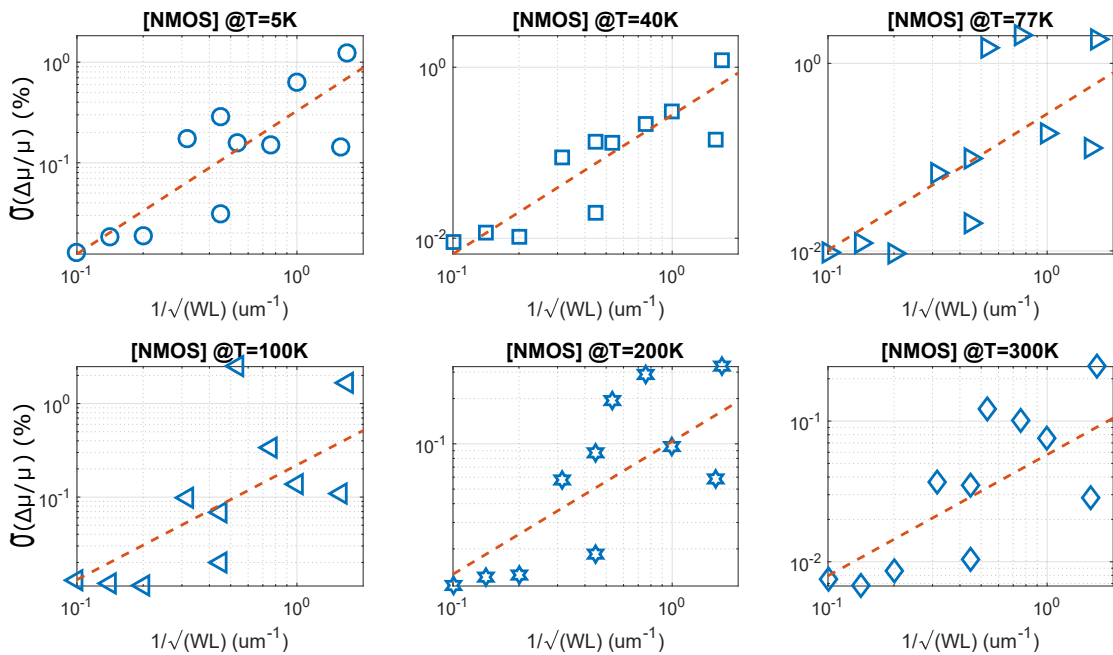 [NMOS] @T=5K
[NMOS] @T=40K
[NMOS] @T=77K
σ(Δμ/μ) (%)
10^0
10^-1
10^-1
10^0
1/√(WL) (um^-1)
10^0
10^-2
10^-1
10^0
1/√(WL) (um^-1)
10^0
10^-2
10^-1
10^0
1/√(WL) (um^-1)
[NMOS] @T=100K
[NMOS] @T=200K
[NMOS] @T=300K
σ(Δμ/μ) (%)
10^0
10^-1
10^-1
10^0
1/√(WL) (um^-1)
10^-1
10^-1
10^0
1/√(WL) (um^-1)
10^-1
10^-2
10^-1
10^0
1/√(WL) (um^-1)